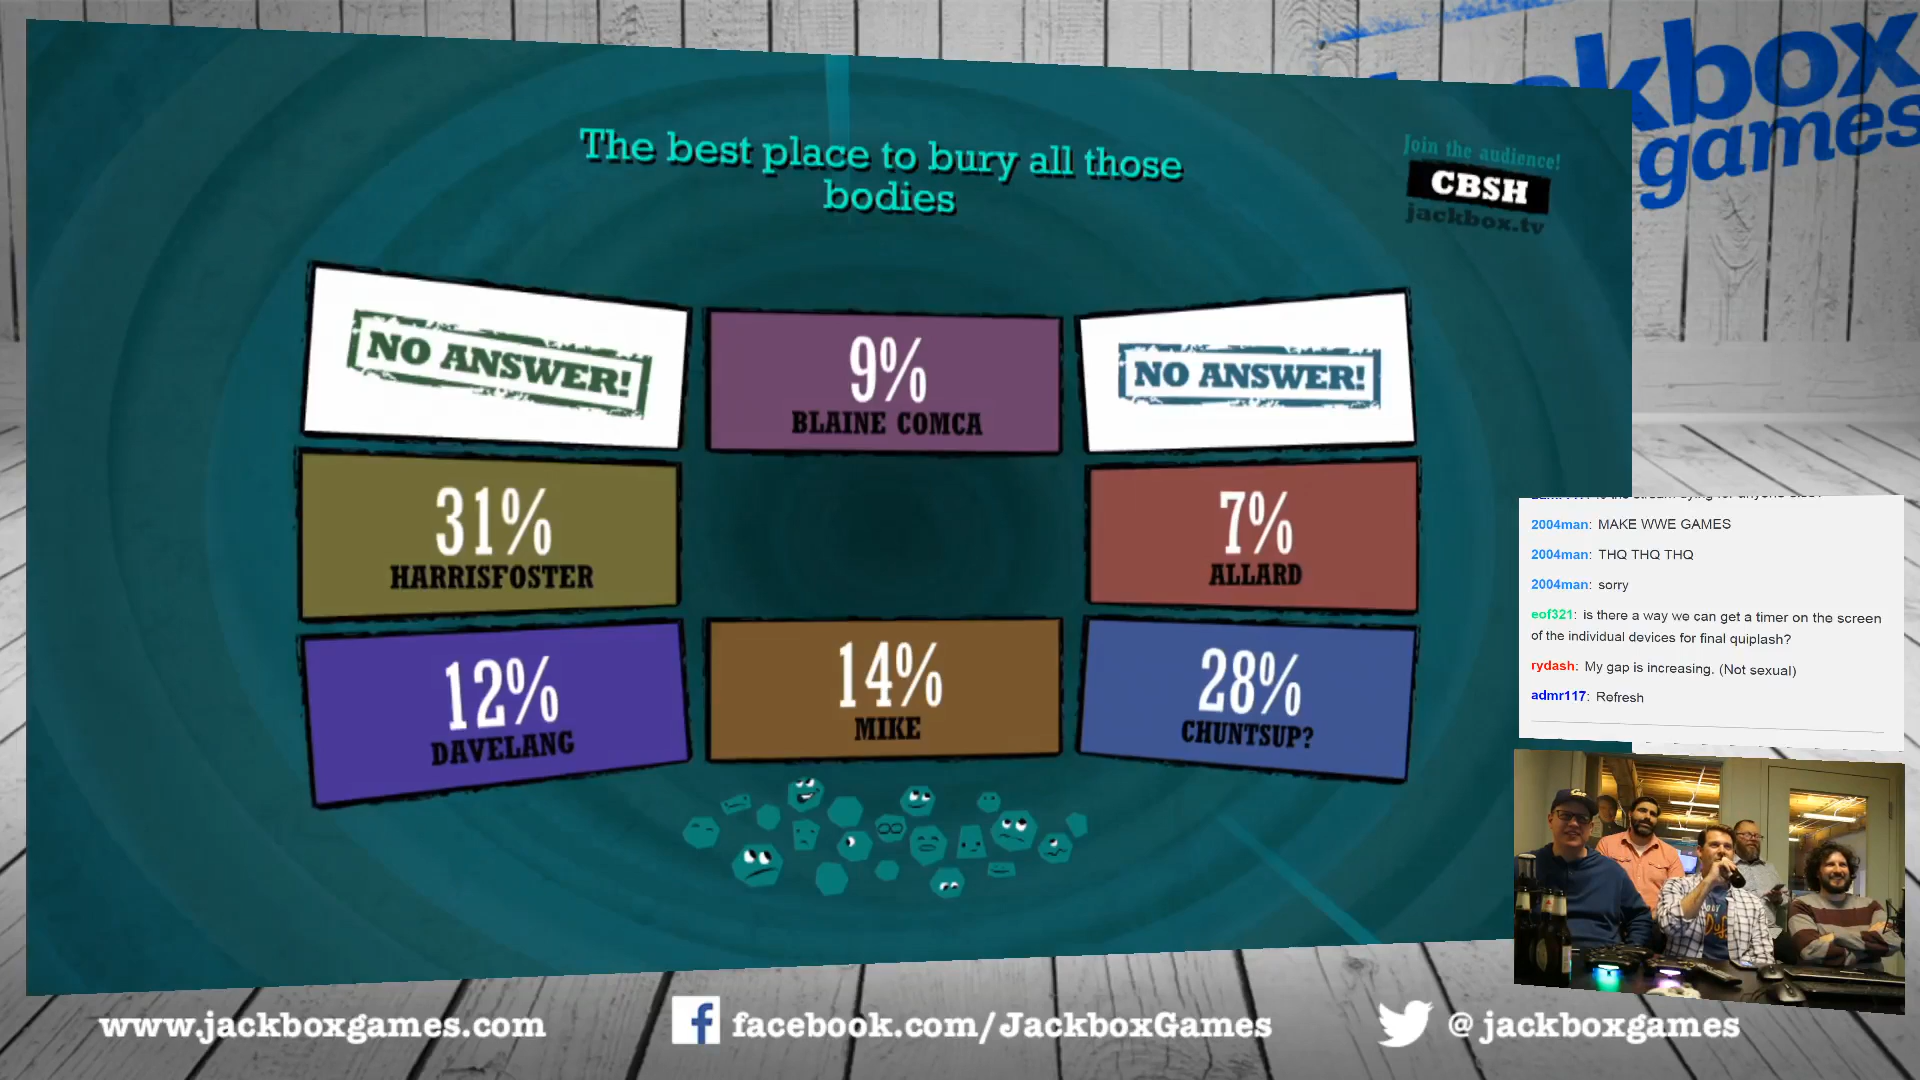 The best place to bury all those
bodies
Join the audience!
CBSH
jackbox.tv
kbox
games
NO ANSWER!
9%
BLAINE COMCA
NO ANSWER!
31%
HARRISFOSTER
7%
ALLARD
12%
DAVELANG
14%
MIKE
28%
CHUNTSUP?
2004man: MAKE WWE GAMES
2004man: THQ THQ THQ
2004man: sorry
eof321: is there a way we can get a timer on the screen
of the individual devices for final quiplash?
rydash: My gap is increasing. (Not sexual)
admr117: Refresh
www.jackboxgames.com
facebook.com/JackboxGames
@jackboxgames